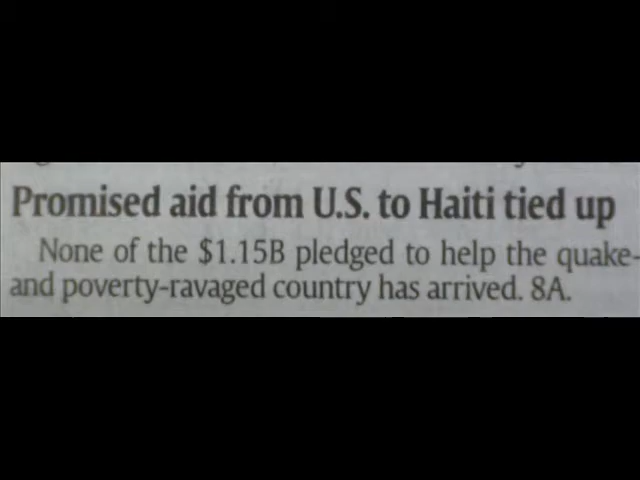 Promised aid from U.S. to Haiti tied up
None of the $1.15B pledged to help the quake-
and poverty-ravaged country has arrived. 8A.